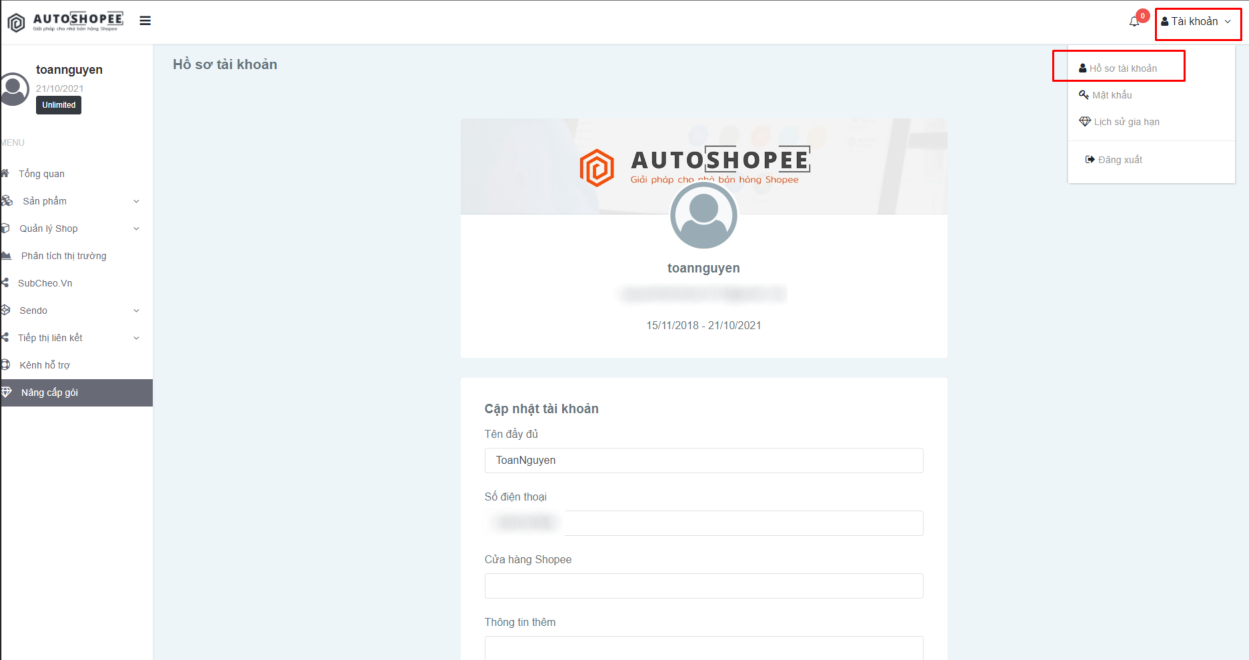 AUTOSHOPEE
Giải pháp cho nhà bán hàng Shopee
0
Tài khoản
toannguyen
21/10/2021
Unlimited
Hồ sơ tài khoản
Hồ sơ tài khoản
Mật khẩu
Lịch sử gia hạn
Đăng xuất
MENU
Tổng quan
Sản phẩm
Quản lý Shop
Phân tích thị trường
SubCheo.Vn
Sendo
Tiếp thị liên kết
Kênh hỗ trợ
Nâng cấp gói
AUTOSHOPEE
Giải pháp cho nhà bán hàng Shopee
toannguyen
15/11/2018 - 21/10/2021
Cập nhật tài khoản
Tên đầy đủ
ToanNguyen
Số điện thoại
Cửa hàng Shopee
Thông tin thêm